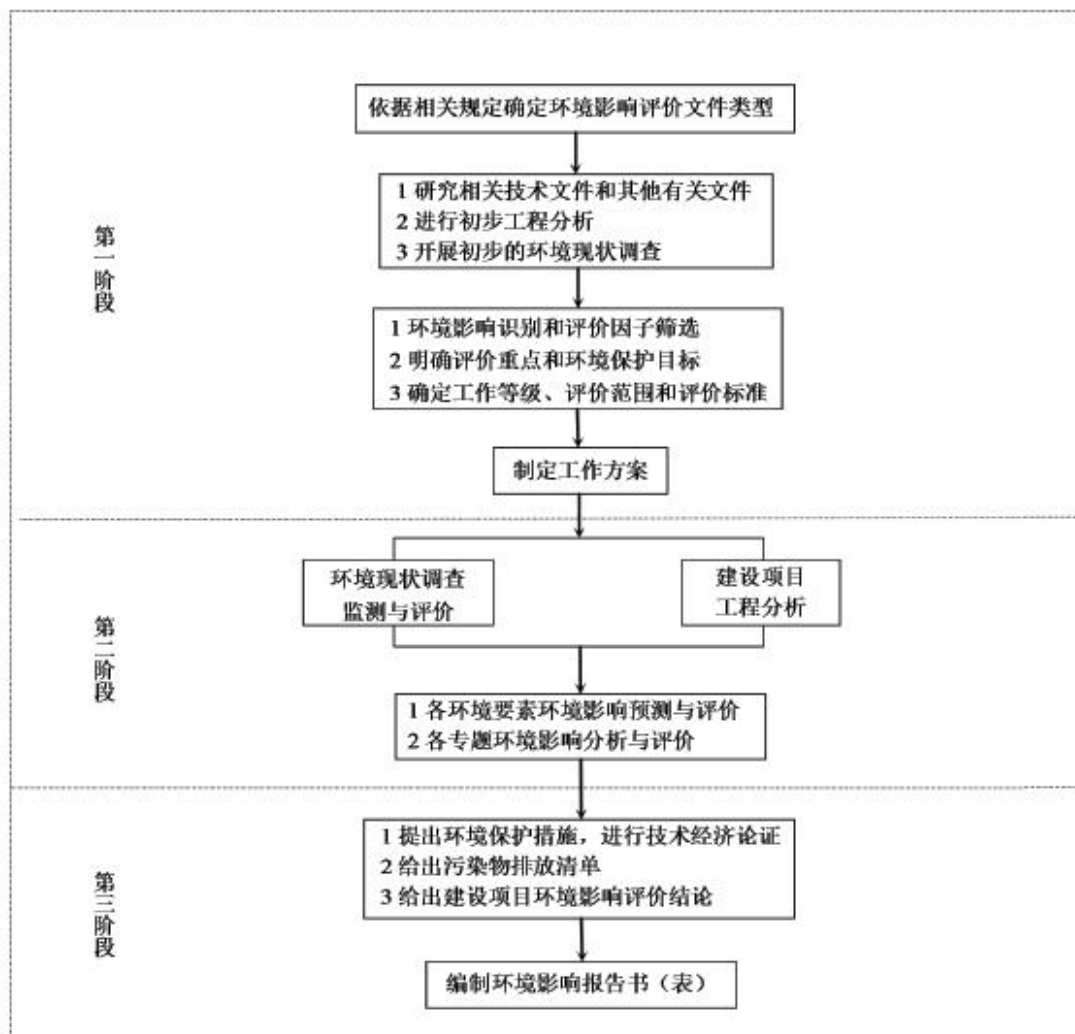 依据相关规定确定环境影响评价文件类型
1 研究相关技术文件和其他有关文件
2 进行初步工程分析
3 开展初步的环境现状调查
第一阶段
1 环境影响识别和评价因子筛选
2 明确评价重点和环境保护目标
3 确定工作等级、评价范围和评价标准
制定工作方案
环境现状调查
监测与评价
建设项目
工程分析
第二阶段
1 各环境要素环境影响预测与评价
2 各专题环境影响分析与评价
1 提出环境保护措施，进行技术经济论证
2 给出污染物排放清单
3 给出建设项目环境影响评价结论
第三阶段
编制环境影响报告书（表）